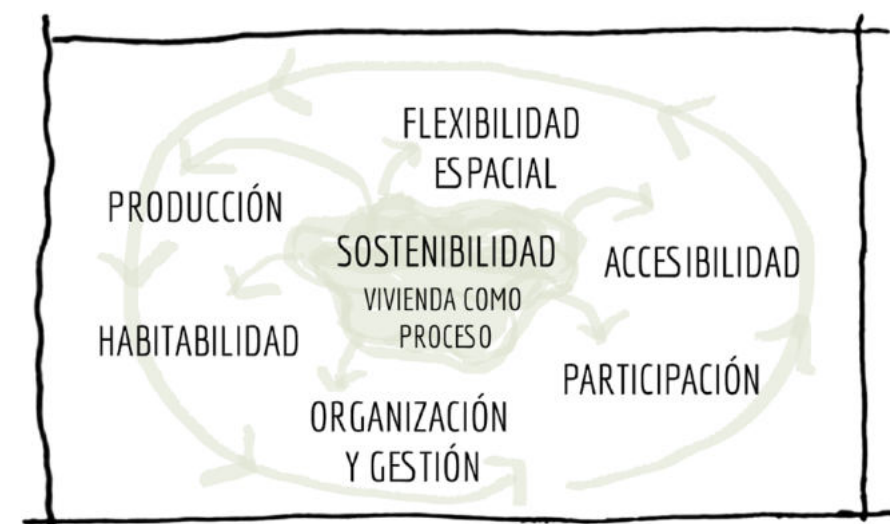 FLEXIBILIDAD
ESPACIAL
PRODUCCIÓN
SOSTENIBILIDAD
VIVIENDA COMO
PROCESO
ACCESIBILIDAD
HABITABILIDAD
PARTICIPACIÓN
ORGANIZACIÓN
Y GESTIÓN